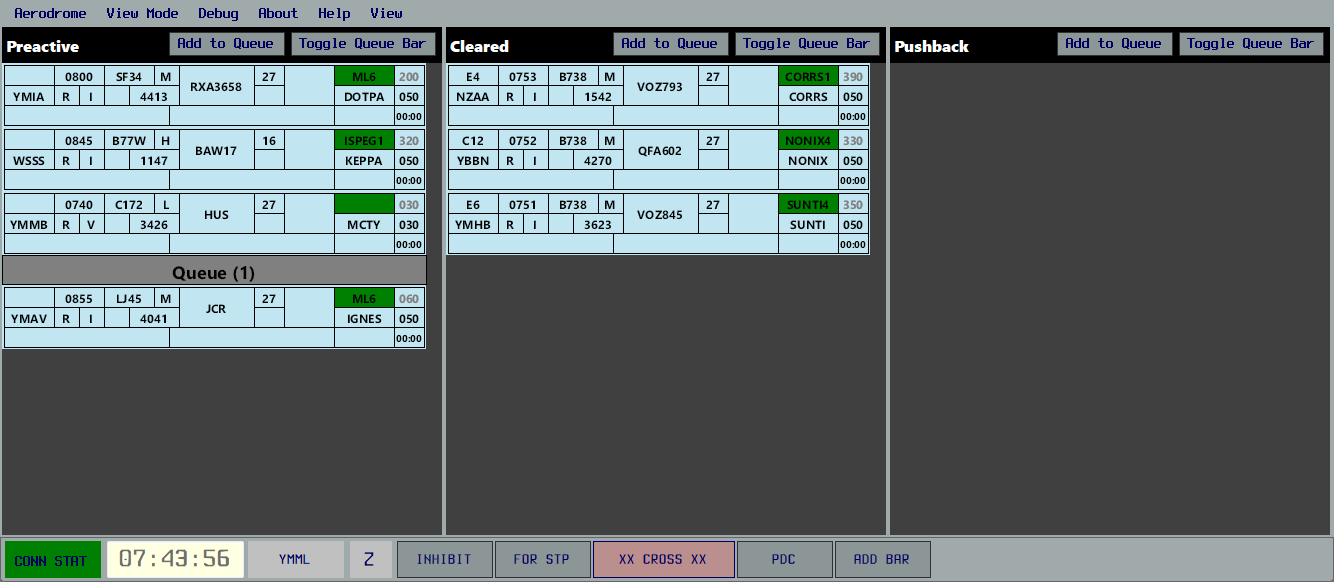 Aerodrome View Mode Debug About Help View
Preactive Add to Queue Toggle Queue Bar
0800 SF34 M RXA3658 27 ML6 200
YMIA R I 4413 DOTPA 050
00:00
0845 B77W H BAW17 16 ISPEG1 320
WSSS R I 1147 KEPPA 050
00:00
0740 C172 L HUS 27 030
YMMB R V 3426 MCTY 030
00:00
Queue (1)
0855 LJ45 M JCR 27 ML6 060
YMAV R I 4041 IGNES 050
00:00
Cleared Add to Queue Toggle Queue Bar
E4 0753 B738 M VOZ793 27 CORRS1 390
NZAA R I 1542 CORRS 050
00:00
C12 0752 B738 M QFA602 27 NONIX4 330
YBBN R I 4270 NONIX 050
00:00
E6 0751 B738 M VOZ845 27 SUNTI4 350
YMHB R I 3623 SUNTI 050
00:00
Pushback Add to Queue Toggle Queue Bar
CONN STAT 07:43:56 YMML Z INHIBIT FOR STP XX CROSS XX PDC ADD BAR